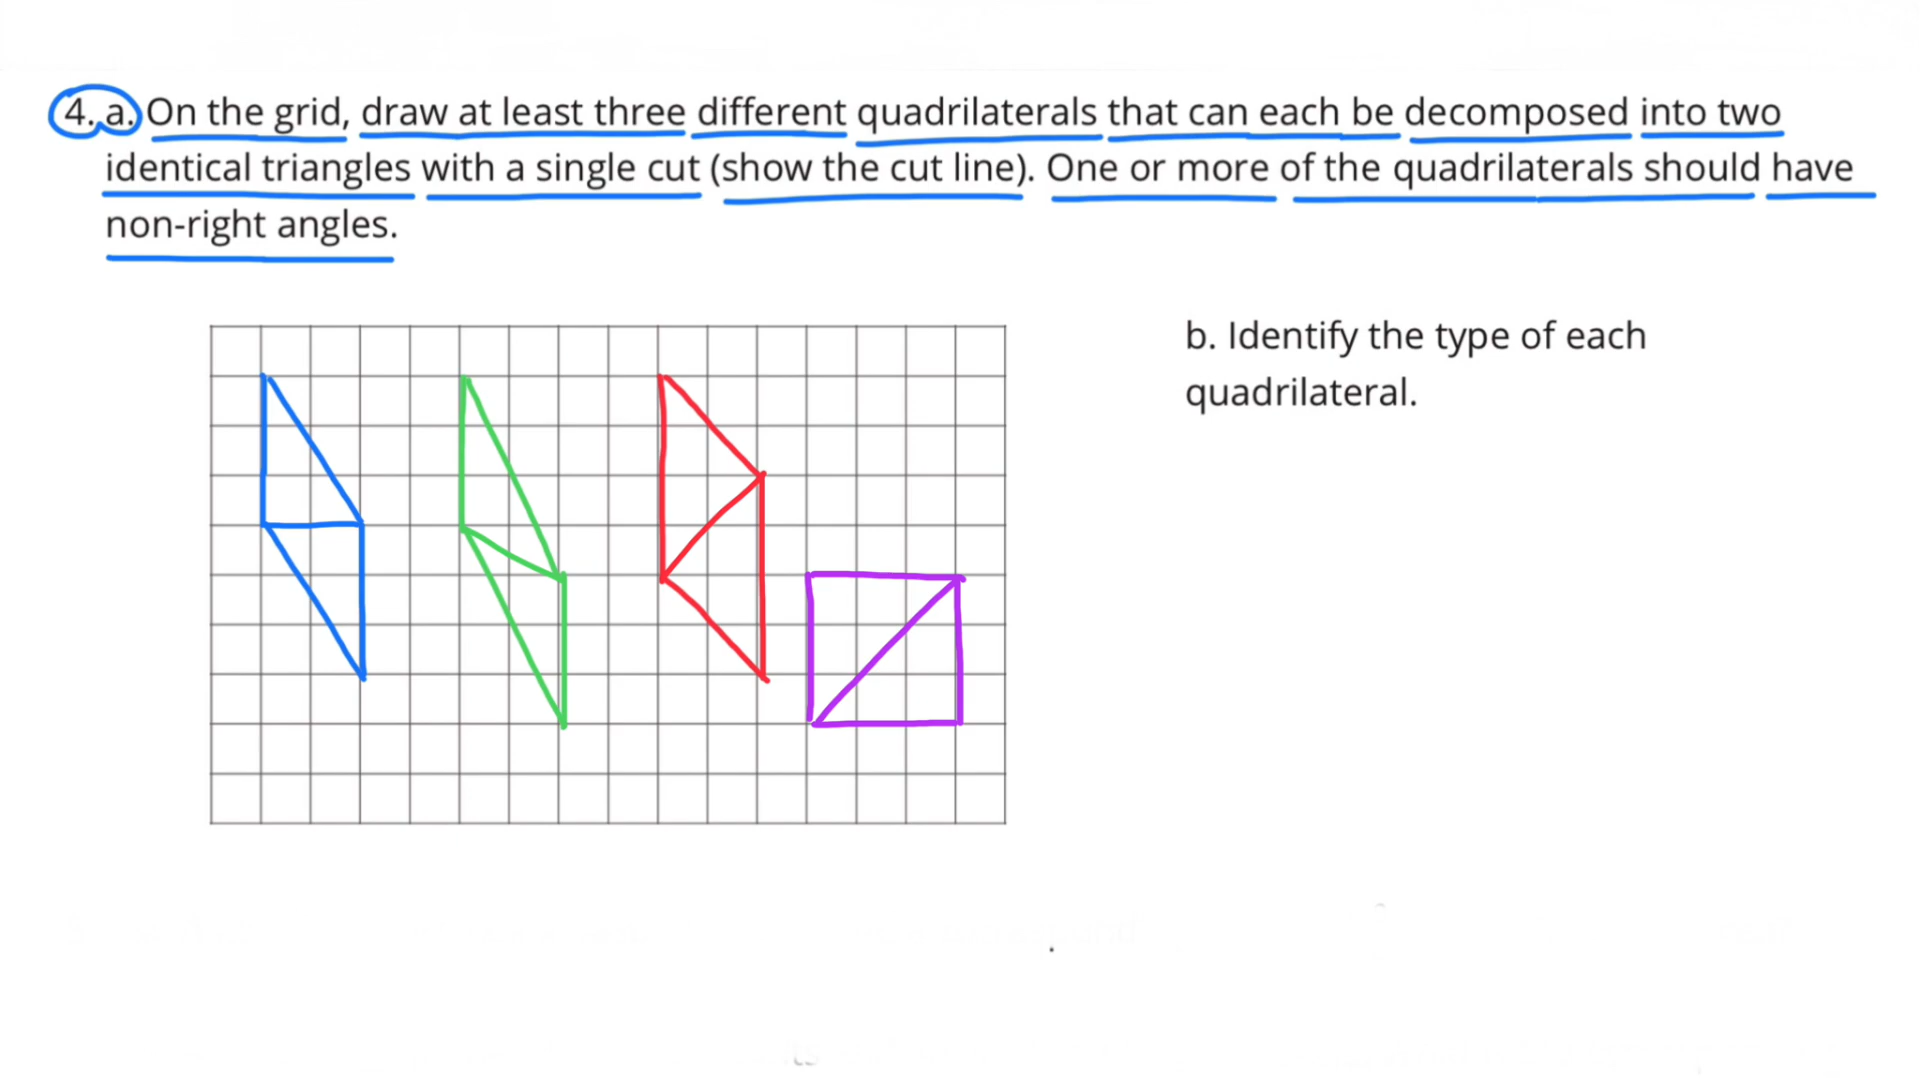 4. a. On the grid, draw at least three different quadrilaterals that can each be decomposed into two
identical triangles with a single cut (show the cut line). One or more of the quadrilaterals should have
non-right angles.
b. Identify the type of each
quadrilateral.